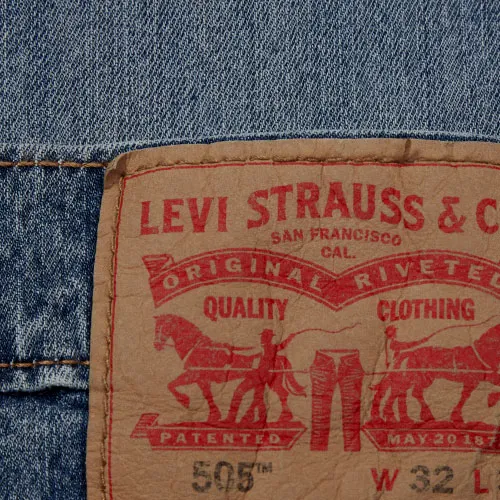 LEVI STRAUSS & C
SAN FRANCISCO
CAL.
ORIGINAL RIVETE
QUALITY CLOTHING
PATENTED MAY 20 187
505™ W 32 L